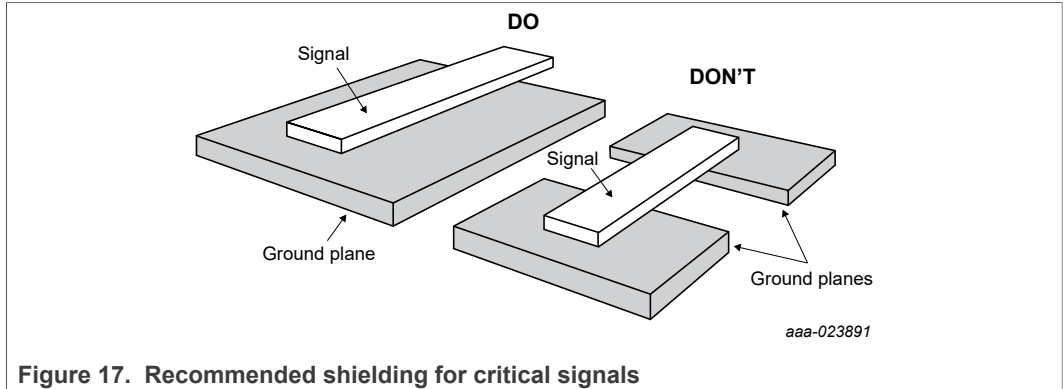 DO
Signal
DON'T
Signal
Ground plane
Ground planes
aaa-023891
Figure 17. Recommended shielding for critical signals